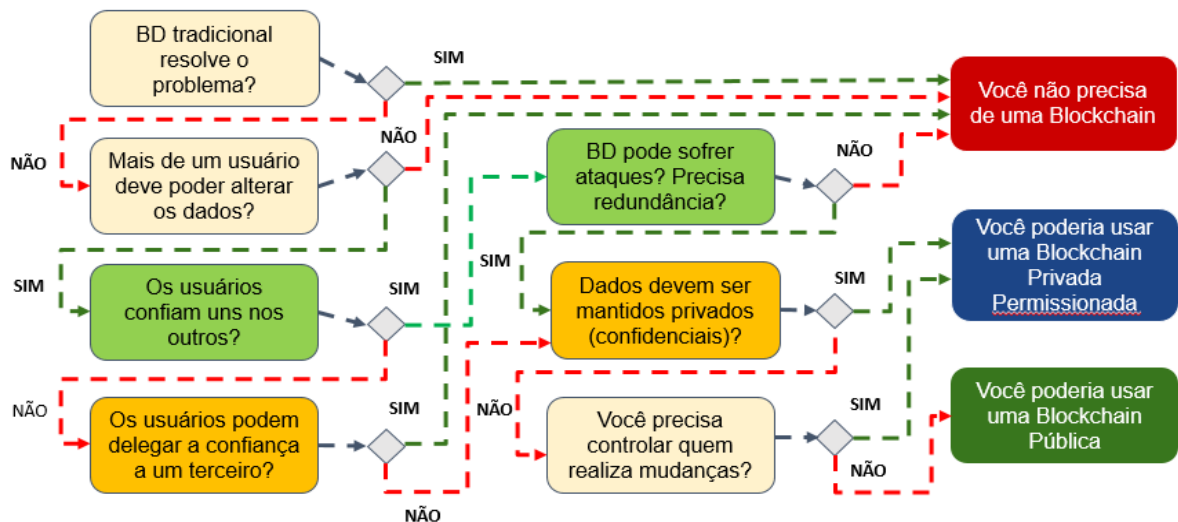 BD tradicional
resolve o
problema?
SIM
NÃO
Mais de um usuário
deve poder alterar
os dados?
NÃO
SIM
Os usuários
confiam uns nos
outros?
SIM
NÃO
Os usuários podem
delegar a confiança
a um terceiro?
SIM
NÃO
BD pode sofrer
ataques? Precisa
redundância?
NÃO
SIM
Dados devem ser
mantidos privados
(confidenciais)?
SIM
NÃO
Você precisa
controlar quem
realiza mudanças?
SIM
NÃO
Você não precisa
de uma Blockchain
Você poderia usar
uma Blockchain
Privada
Permissionada
Você poderia usar
uma Blockchain
Pública